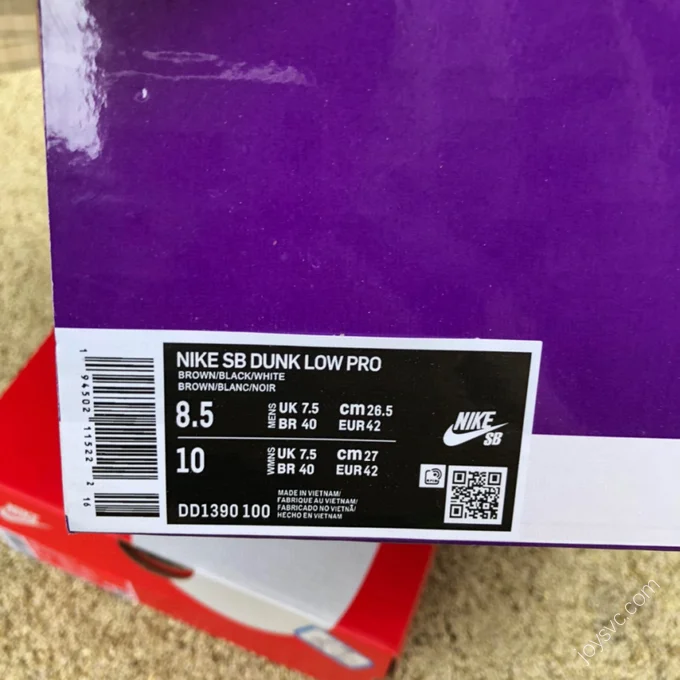 NIKE SB DUNK LOW PRO
BROWN/BLACK/WHITE
BROWN/BLANC/NOIR
8.5 MENS UK 7.5 cm 26.5
BR 40 EUR 42
10 WMNS UK 7.5 cm 27
BR 40 EUR 42
DD1390 100
MADE IN VIETNAM/
FABRIQUE AU VIETNAM/
FABRICADO NO VIETNÃ/
HECHO EN VIETNAM
NIKE
SB
1 94502 11522 2 16
joysvc.com